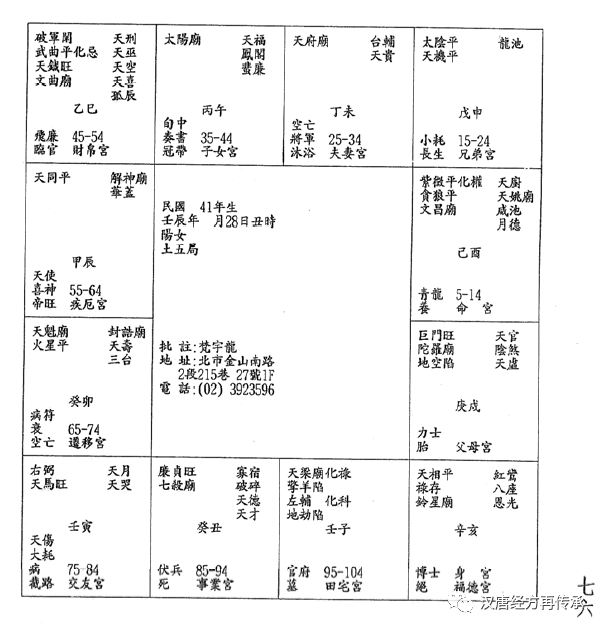 破軍閑 天刑
武曲平化忌 天巫
天鉞旺 天空
文曲廟 天喜
孤辰
乙巳
飛廉 45-54
臨官 財帛宮
太陽廟 天福
鳳閣
蜚廉
丙午
旬中
奏書 35-44
冠帶 子女宮
天府廟 台輔
天貴
丁未
空亡
將軍 25-34
沐浴 夫妻宮
太陰平 龍池
天機平
戊申
小耗 15-24
長生 兄弟宮
天同平 解神廟
華蓋
甲辰
天使
喜神 55-64
帝旺 疾厄宮
民國 41年生
壬辰年 月28日丑時
陽女
土五局
批 註:梵宇龍
地 址:北市金山南路
2段215巷 27號1F
電 話:(02) 3923596
紫微平化權 天廚
貪狼平 天姚廟
文昌廟 咸池
月德
己酉
青龍 5-14
養 命 宮
天魁廟 封誥廟
火星平 天壽
三台
癸卯
病符
衰 65-74
空亡 遷移宮
巨門旺 天官
陀羅廟 陰煞
地空陷 天虛
庚戌
力士
胎 父母宮
右弼 天月
天馬旺 天哭
壬寅
天傷
大耗
病 75-84
截路 交友宮
廉貞旺 寡宿
七殺廟 破碎
天德
天才
癸丑
伏兵 85-94
死 事業宮
天梁廟化祿
擎羊陷
左輔 化科
地劫陷
壬子
官府 95-104
墓 田宅宮
天相平 紅鸞
祿存 八座
鈴星廟 恩光
辛亥
博士 身 宮
絕 福德宮
七六
汉唐经方再传承